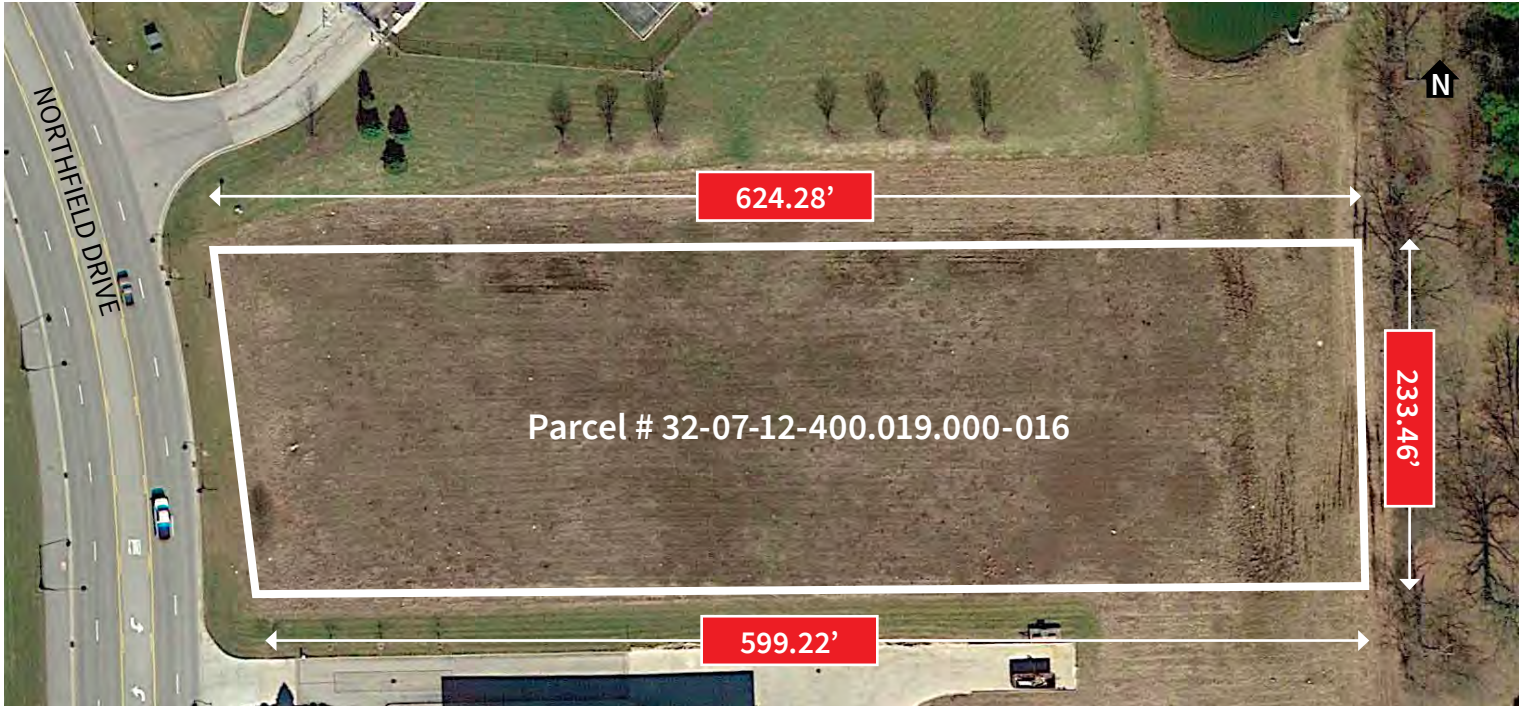 N
NORTHFIELD DRIVE
624.28’
233.46’
Parcel # 32-07-12-400.019.000-016
599.22’